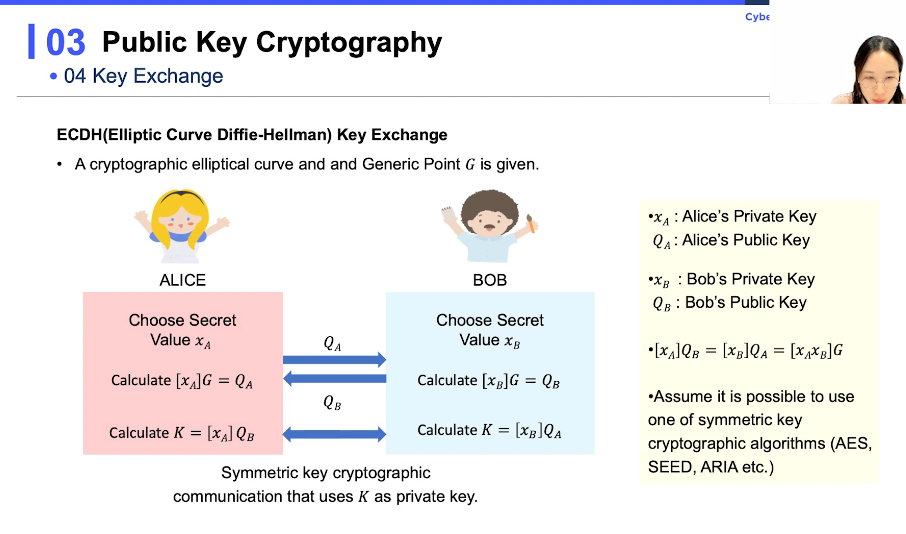 Cybe
03 Public Key Cryptography
• 04 Key Exchange
ECDH(Elliptic Curve Diffie-Hellman) Key Exchange
• A cryptographic elliptical curve and and Generic Point G is given.
ALICE
BOB
Choose Secret
Value x_A
Calculate [x_A]G = Q_A
Calculate K = [x_A] Q_B
Q_A
Q_B
Choose Secret
Value x_B
Calculate [x_B]G = Q_B
Calculate K = [x_B]Q_A
Symmetric key cryptographic
communication that uses K as private key.
•x_A : Alice's Private Key
Q_A : Alice's Public Key
•x_B : Bob's Private Key
Q_B : Bob's Public Key
•[x_A]Q_B = [x_B]Q_A = [x_Ax_B]G
•Assume it is possible to use
one of symmetric key
cryptographic algorithms (AES,
SEED, ARIA etc.)